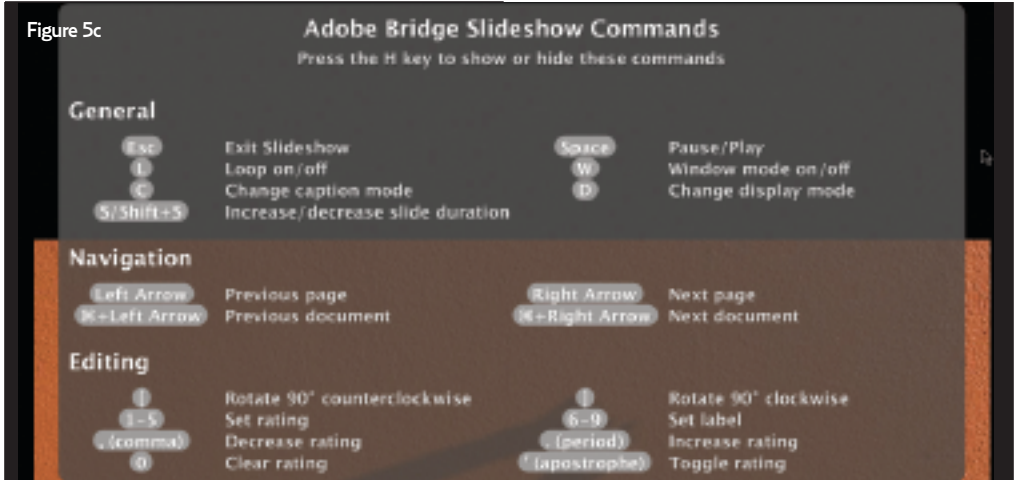 Figure 5c
Adobe Bridge Slideshow Commands
Press the H key to show or hide these commands
General
Esc Exit Slideshow Space Pause/Play
L Loop on/off W Window mode on/off
C Change caption mode D Change display mode
S/Shift+S Increase/decrease slide duration
Navigation
Left Arrow Previous page Right Arrow Next page
⌘+Left Arrow Previous document ⌘+Right Arrow Next document
Editing
[ Rotate 90° counterclockwise ] Rotate 90° clockwise
1-5 Set rating 6-9 Set label
, (comma) Decrease rating . (period) Increase rating
0 Clear rating ' (apostrophe) Toggle rating